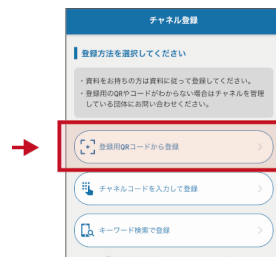 チャネル登録
登録方法を選択してください
・資料をお持ちの方は資料に従って登録してください。
・登録用のQRやコードがわからない場合はチャネルを管理
している団体にお問い合わせください。
登録用QRコードから登録
チャネルコードを入力して登録
キーワード検索で登録